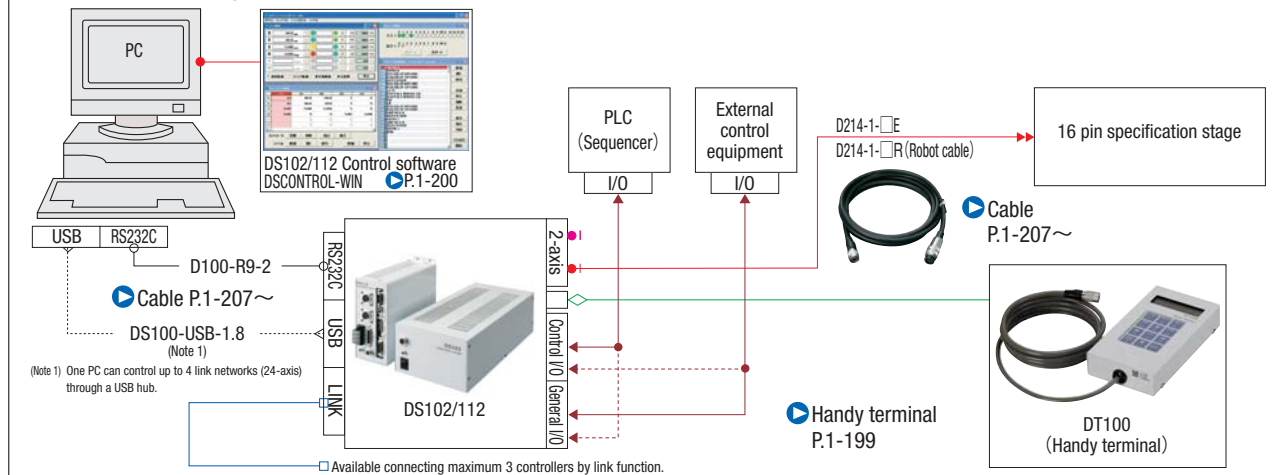 PC
DS102/112 Control software
DSCONTROL-WIN P.1-200
USB RS232C
D100-R9-2
Cable P.1-207～
DS100-USB-1.8
(Note 1)
(Note 1) One PC can control up to 4 link networks (24-axis)
through a USB hub.
RS232C
USB
LINK
DS102/112
2-axis
Control I/O
General I/O
Available connecting maximum 3 controllers by link function.
PLC
(Sequencer)
I/O
External
control
equipment
I/O
D214-1-□E
D214-1-□R(Robot cable)
16 pin specification stage
Cable
P.1-207～
Handy terminal
P.1-199
DT100
(Handy terminal)